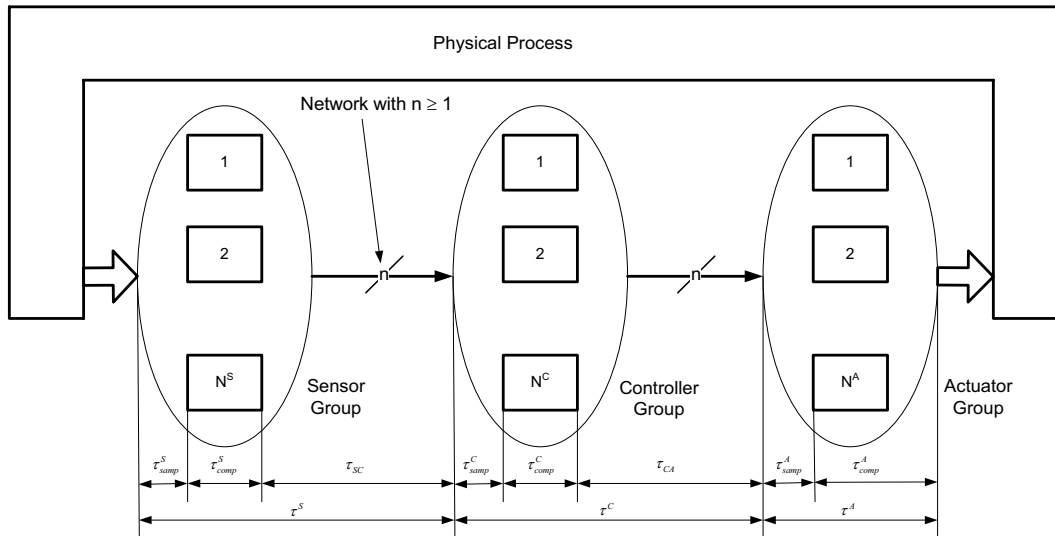 Physical Process
Network with n ≥ 1
1
1
1
2
2
2
n
n
N^S
N^C
N^A
Sensor
Group
Controller
Group
Actuator
Group
τ^S_samp
τ^S_comp
τ_SC
τ^C_samp
τ^C_comp
τ_CA
τ^A_samp
τ^A_comp
τ^S
τ^C
τ^A